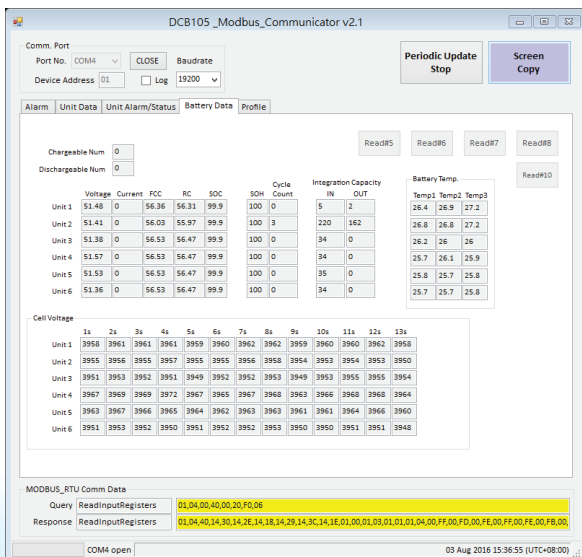 DCB105 _Modbus_Communicator v2.1
Comm. Port
Port No. COM4 CLOSE Baudrate
Device Address 01 Log 19200
Periodic Update Stop
Screen Copy
Alarm Unit Data Unit Alarm/Status Battery Data Profile
Chargeable Num 0
Dischargeable Num 0
Read#5 Read#6 Read#7 Read#8
Read#10
Cycle Integration Capacity Battery Temp.
Voltage Current FCC RC SOC SOH Count IN OUT Temp1 Temp2 Temp3
Unit 1 51.48 0 56.36 56.31 99.9 100 0 5 2 26.4 26.9 27.2
Unit 2 51.41 0 56.03 55.97 99.9 100 3 220 162 26.8 26.8 27.2
Unit 3 51.38 0 56.53 56.47 99.9 100 0 34 0 26.2 26 26
Unit 4 51.57 0 56.53 56.47 99.9 100 0 34 0 25.7 26.1 25.9
Unit 5 51.53 0 56.53 56.47 99.9 100 0 35 0 25.8 25.7 25.8
Unit 6 51.36 0 56.53 56.47 99.9 100 0 34 0 25.7 25.7 25.8
Cell Voltage
1s 2s 3s 4s 5s 6s 7s 8s 9s 10s 11s 12s 13s
Unit 1 3958 3961 3961 3961 3959 3960 3962 3962 3959 3960 3960 3962 3958
Unit 2 3955 3956 3955 3957 3955 3955 3956 3958 3954 3953 3954 3953 3950
Unit 3 3951 3953 3952 3951 3949 3952 3952 3953 3949 3953 3955 3955 3954
Unit 4 3967 3969 3969 3972 3967 3965 3967 3968 3963 3966 3968 3968 3964
Unit 5 3963 3967 3966 3965 3964 3962 3963 3963 3961 3961 3964 3966 3960
Unit 6 3951 3953 3952 3950 3951 3952 3952 3953 3950 3950 3951 3951 3948
MODBUS_RTU Comm Data
Query ReadInputRegisters 01,04,00,40,00,20,F0,06
Response ReadInputRegisters 01,04,40,14,30,14,2E,14,18,14,29,14,3C,14,1E,01,00,01,03,01,01,01,04,00,FF,00,FD,00,FE,00,FF,00,FE,00,FB,00,
COM4 open 03 Aug 2016 15:36:55 (UTC+08:00)